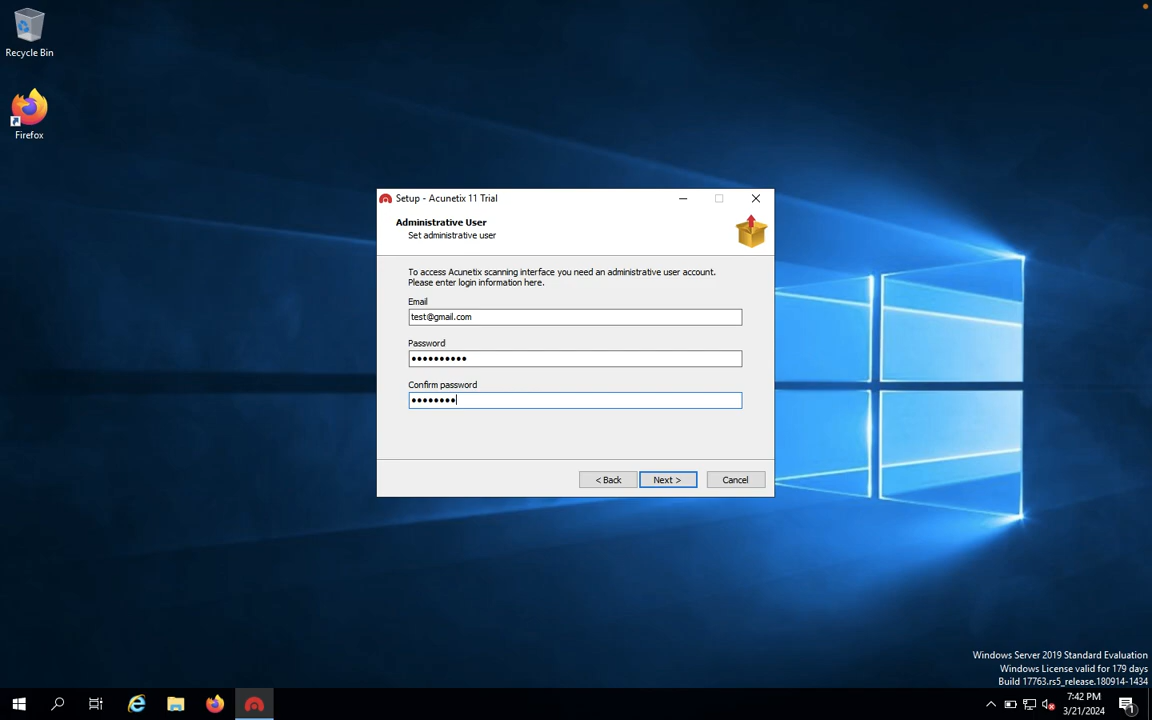 Recycle Bin
Firefox
Setup - Acunetix 11 Trial
Administrative User
Set administrative user
To access Acunetix scanning interface you need an administrative user account.
Please enter login information here.
Email
test@gmail.com
Password
●●●●●●●●●●
Confirm password
●●●●●●●●
< Back
Next >
Cancel
Windows Server 2019 Standard Evaluation
Windows License valid for 179 days
Build 17763.rs5_release.180914-1434
7:42 PM
3/21/2024
1